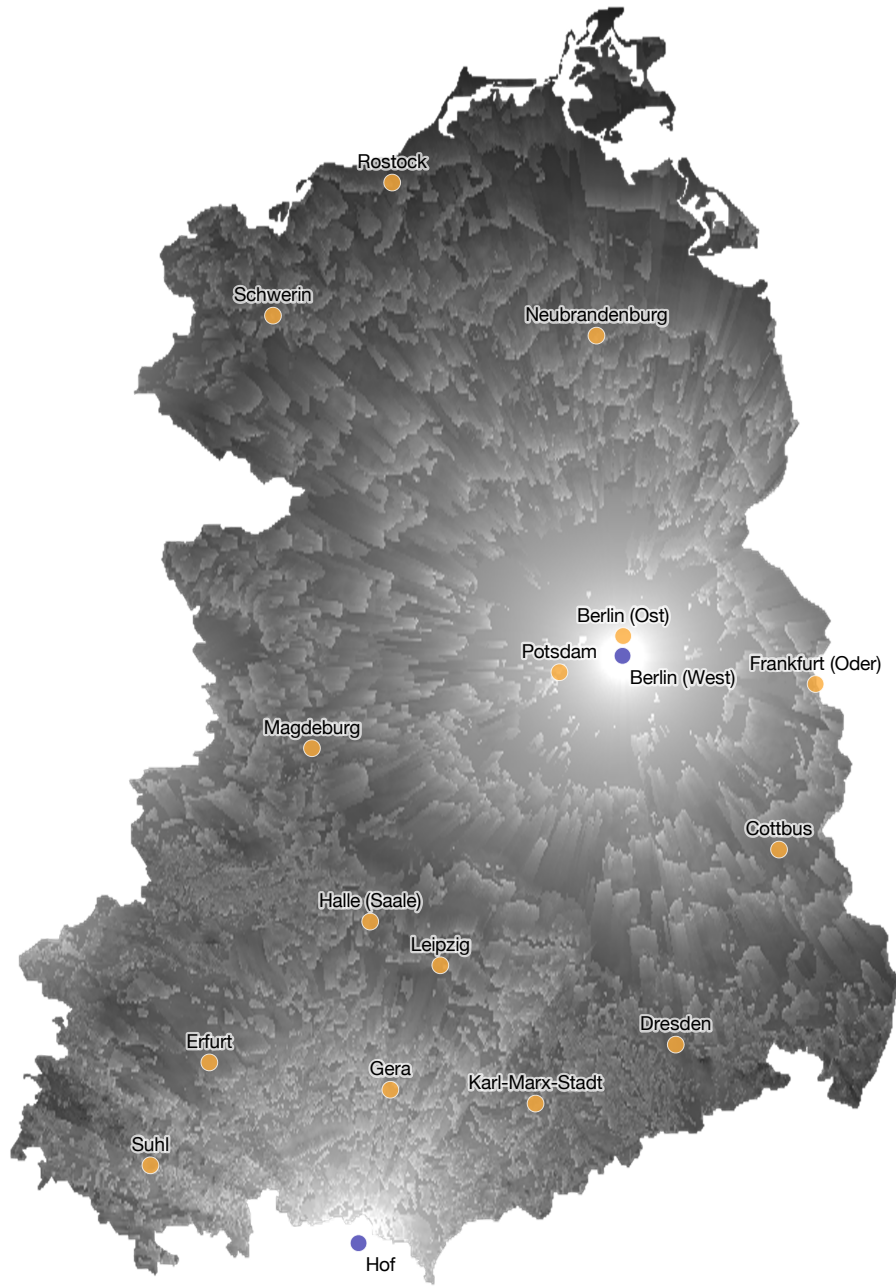 Rostock
Schwerin
Neubrandenburg
Berlin (Ost)
Potsdam
Frankfurt (Oder)
Berlin (West)
Magdeburg
Cottbus
Halle (Saale)
Leipzig
Dresden
Erfurt
Gera
Karl-Marx-Stadt
Suhl
Hof